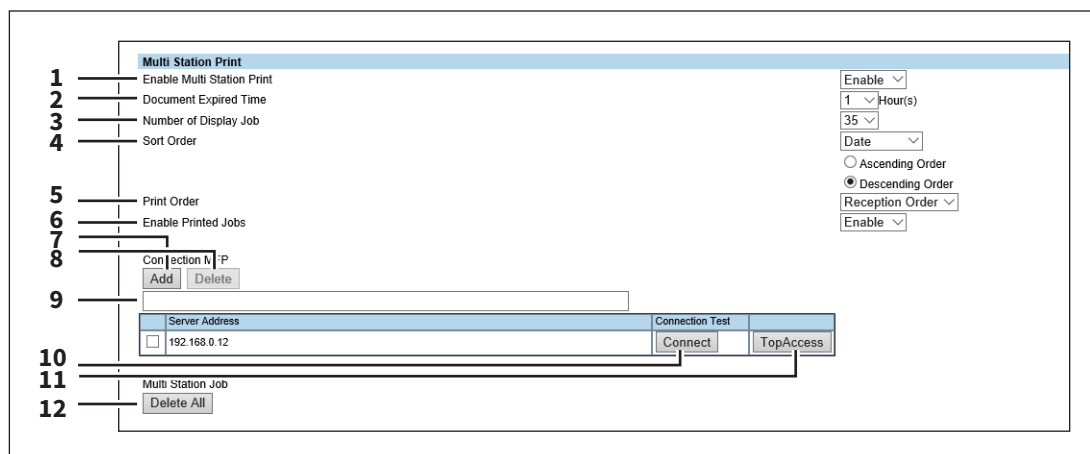 Multi Station Print
1 Enable Multi Station Print Enable
2 Document Expired Time 1 Hour(s)
3 Number of Display Job 35
4 Sort Order Date
Ascending Order
Descending Order
5 Print Order Reception Order
6 Enable Printed Jobs Enable
7
8 Connection MFP
Add Delete
9
Server Address Connection Test
192.168.0.12 Connect TopAccess
10
11
Multi Station Job
12 Delete All